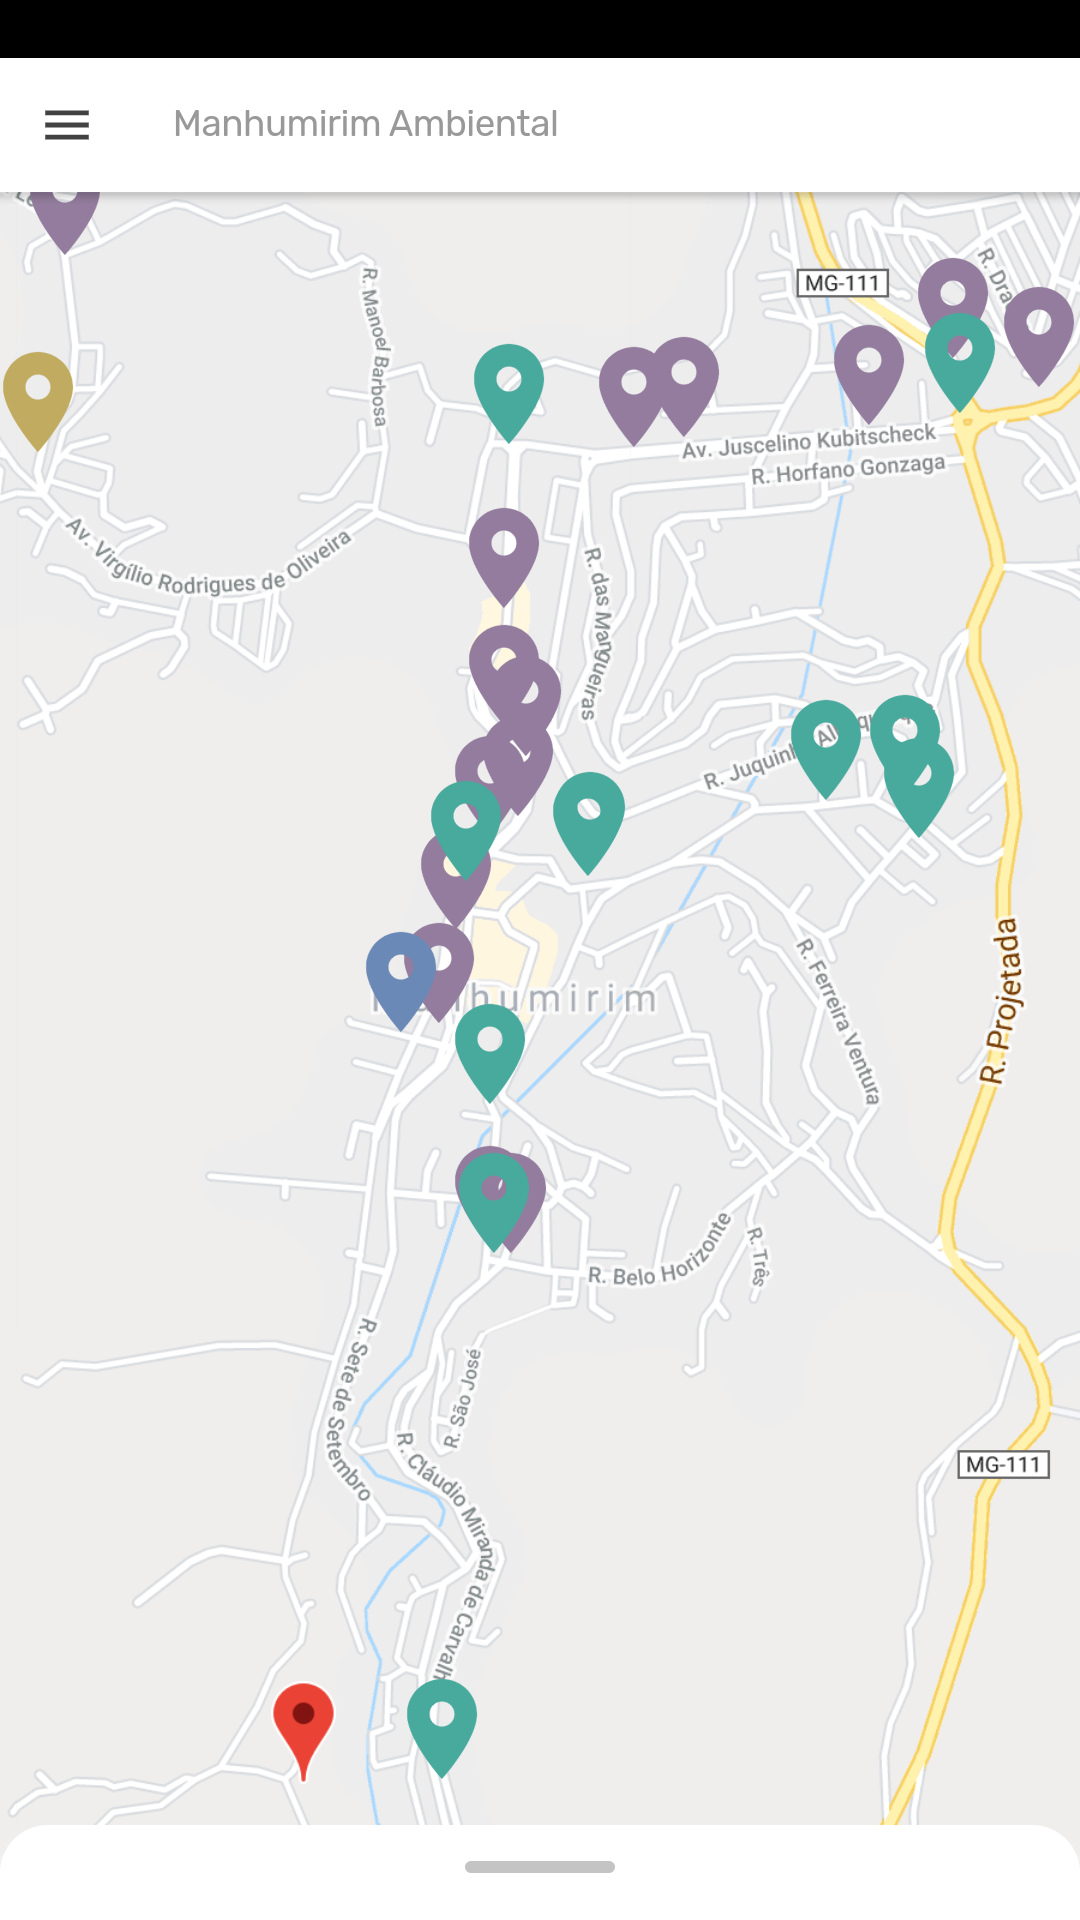 Manhumirim Ambiental
R. Manoel Barbosa
MG-111
R. Dra
Av. Juscelino Kubitscheck
R. Horfano Gonzaga
Av. Virgílio Rodrigues de Oliveira
R. das Mangueiras
R. Juquinha Al
R. Ferreira Ventura
R. Projetada
humirim
R. Belo Horizonte
R. Três
R. Sete de Setembro
R. São José
R. Cláudio Miranda de Carvalh
MG-111